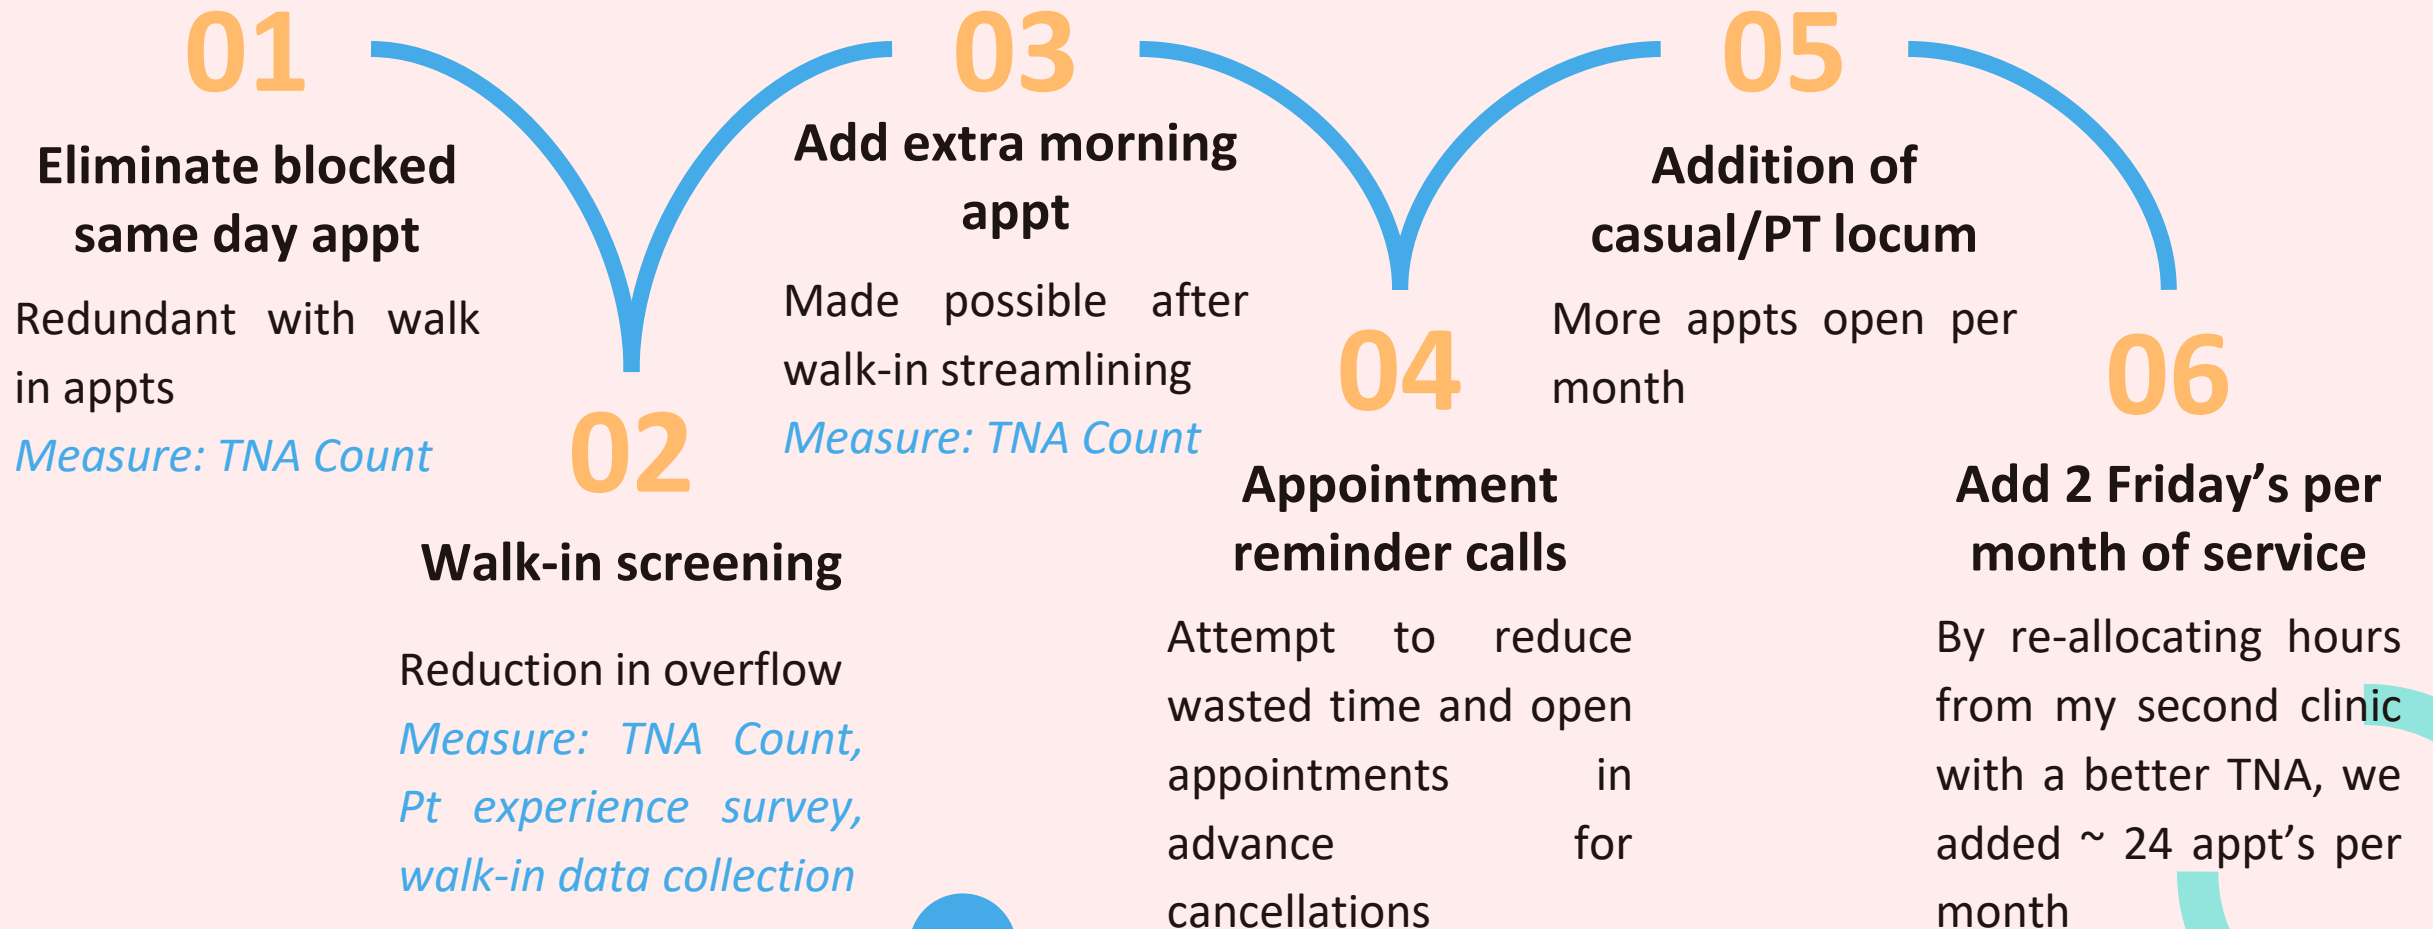 01
Eliminate blocked
same day appt
Redundant with walk
in appts
Measure: TNA Count
02
Walk-in screening
Reduction in overflow
Measure: TNA Count,
Pt experience survey,
walk-in data collection
03
Add extra morning
appt
Made possible after
walk-in streamlining
Measure: TNA Count
04
Appointment
reminder calls
Attempt to reduce
wasted time and open
appointments in
advance for
cancellations
05
Addition of
casual/PT locum
More appts open per
month
06
Add 2 Friday’s per
month of service
By re-allocating hours
from my second clinic
with a better TNA, we
added ~ 24 appt’s per
month